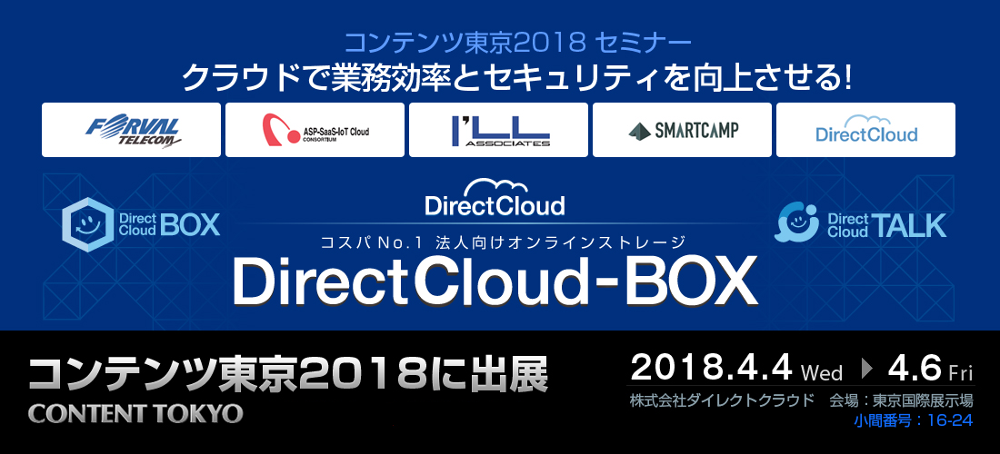 コンテンツ東京2018 セミナー
クラウドで業務効率とセキュリティを向上させる!
FORVAL
TELECOM
ASP-SaaS-IoT Cloud
CONSORTIUM
I'LL
ASSOCIATES
SMARTCAMP
DirectCloud
Direct
Cloud BOX
DirectCloud
Direct
Cloud TALK
コスパNo.1 法人向けオンラインストレージ
DirectCloud-BOX
コンテンツ東京2018に出展
CONTENT TOKYO
2018.4.4 Wed 4.6 Fri
株式会社ダイレクトクラウド 会場:東京国際展示場
小間番号:16-24